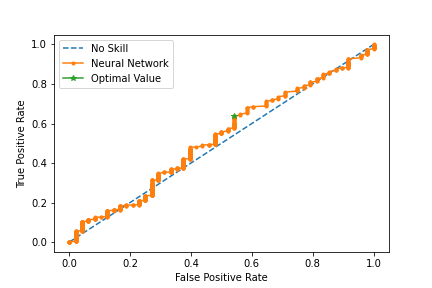 1.0
0.8
0.6
0.4
0.2
0.0
True Positive Rate
No Skill
Neural Network
Optimal Value
0.0 0.2 0.4 0.6 0.8 1.0
False Positive Rate